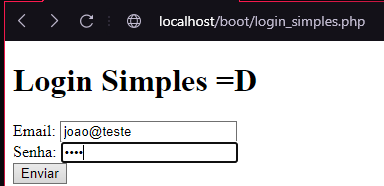 localhost/boot/login_simples.php
Login Simples =D
Email: joao@teste
Senha: ••••
Enviar